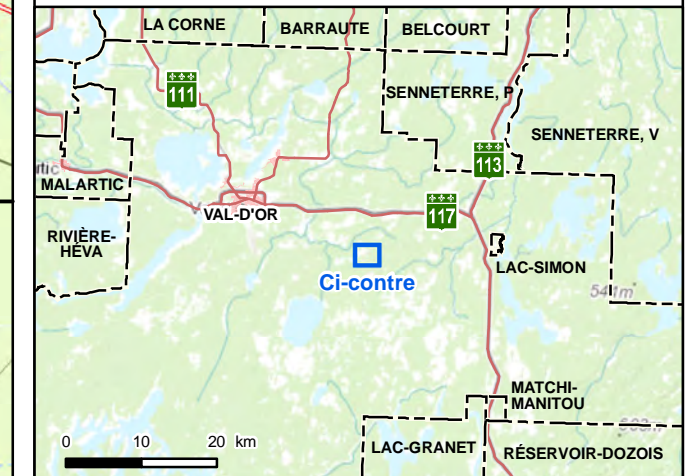 LA CORNE
BARRAUTE
BELCOURT
111
SENNETERRE, P
SENNETERRE, V
113
MALARTIC
VAL-D'OR
117
RIVIÈRE-
HÉVA
LAC-SIMON
Ci-contre
541m
MATCHI-
MANITOU
0 10 20 km
LAC-GRANET
RÉSERVOIR-DOZOIS